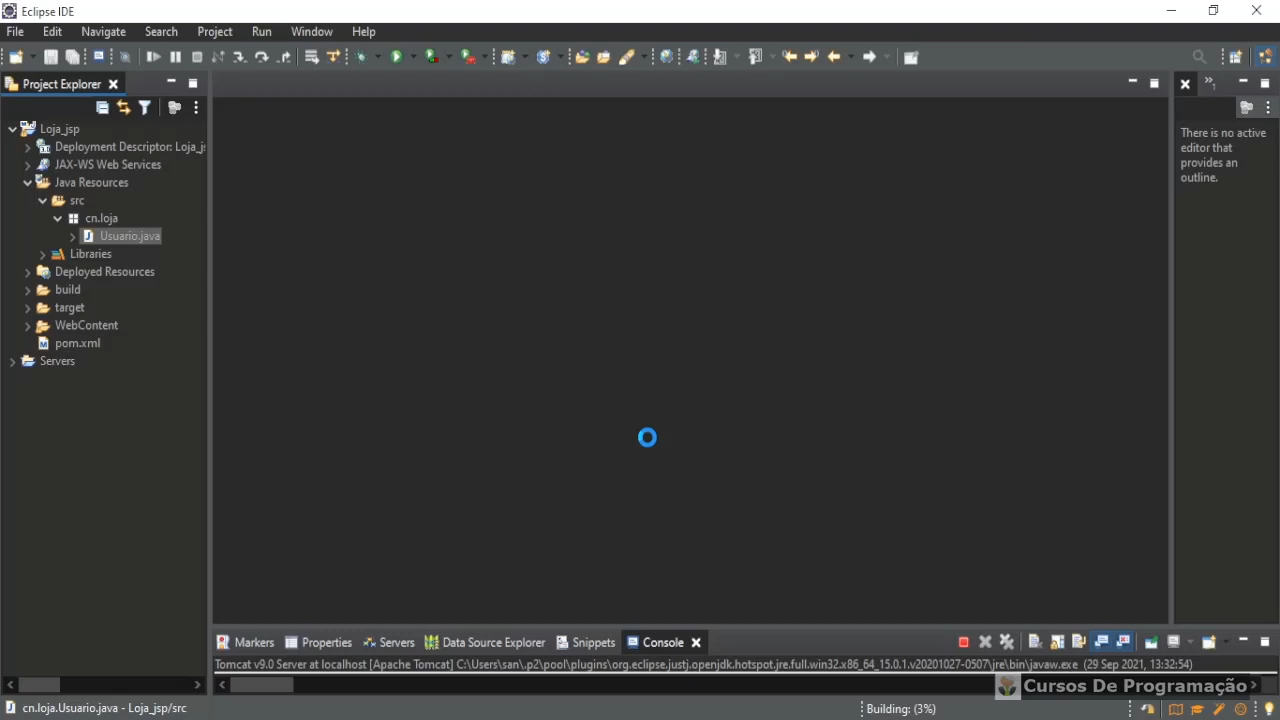 Eclipse IDE
File Edit Navigate Search Project Run Window Help
Project Explorer
Loja_jsp
Deployment Descriptor: Loja_js
JAX-WS Web Services
Java Resources
src
cn.loja
Usuario.java
Libraries
Deployed Resources
build
target
WebContent
pom.xml
Servers
There is no active
editor that
provides an
outline.
Markers Properties Servers Data Source Explorer Snippets Console
Tomcat v9.0 Server at localhost [Apache Tomcat] C:\Users\san\.p2\pool\plugins\org.eclipse.justj.openjdk.hotspot.jre.full.win32.x86_64_15.0.1.v20201027-0507\jre\bin\javaw.exe (29 Sep 2021, 13:32:54)
Cursos De Programação
cn.loja.Usuario.java - Loja_jsp/src
Building: (3%)